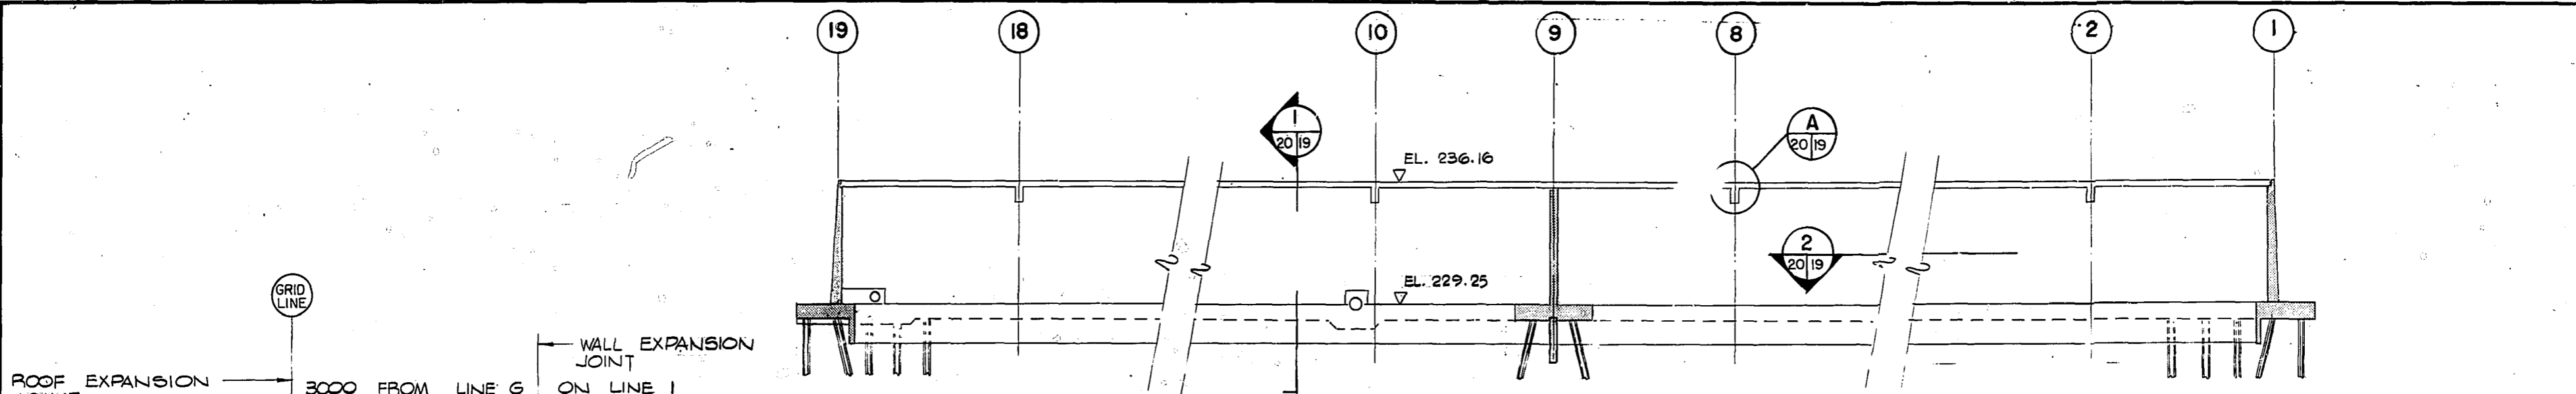 19 18 10 9 8 2 1
1
20 19
A
20 19
EL. 236.16
2
20 19
EL. 229.25
GRID
LINE
WALL EXPANSION
JOINT
ROOF EXPANSION
3000 FROM LINE G ON LINE 1